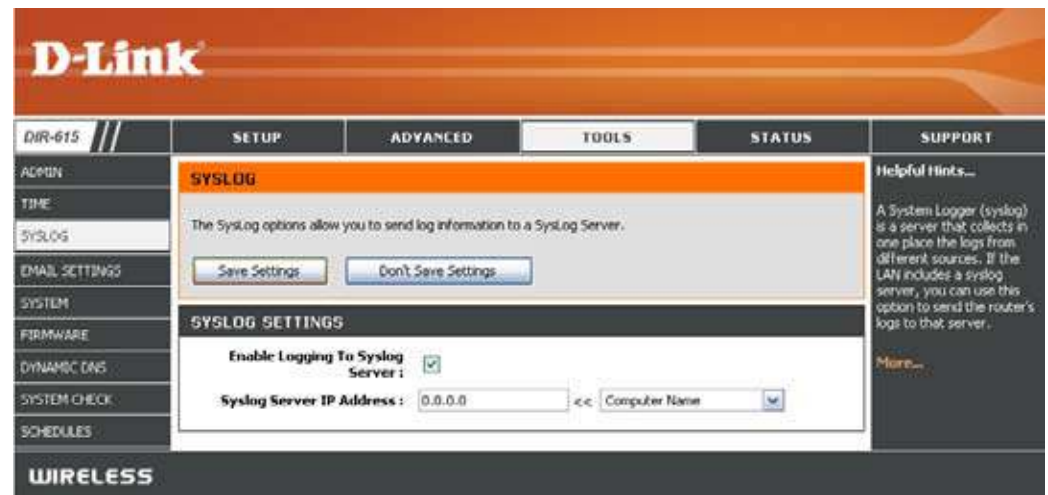 D-Link
DIR-615
SETUP
ADVANCED
TOOLS
STATUS
SUPPORT
ADMIN
TIME
SYSLOG
EMAIL SETTINGS
SYSTEM
FIRMWARE
DYNAMIC DNS
SYSTEM CHECK
SCHEDULES
SYSLOG
The SysLog options allow you to send log information to a SysLog Server.
Save Settings
Don't Save Settings
SYSLOG SETTINGS
Enable Logging To Syslog
Server :
Syslog Server IP Address : 0.0.0.0 << Computer Name
Helpful Hints...
A System Logger (syslog)
is a server that collects in
one place the logs from
different sources. If the
LAN includes a syslog
server, you can use this
option to send the router's
logs to that server.
More...
WIRELESS